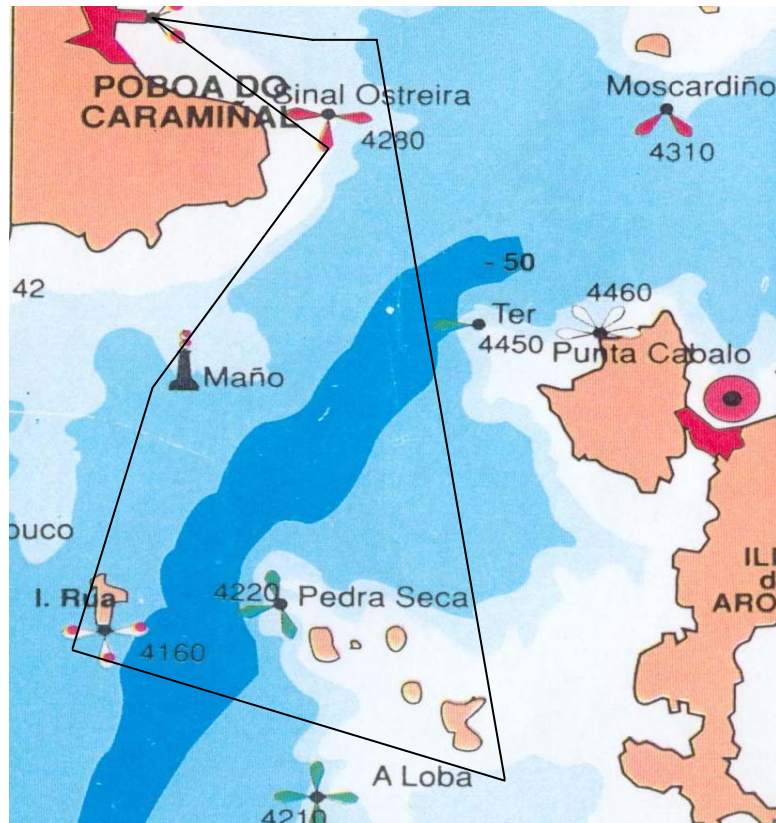 POBOA DO
CARAMIÑAL
Sinal Ostreira
4280
Moscardiño
4310
- 50
42
Ter
4450
4460
Punta Cabalo
Maño
I. Rúa
4160
4220
Pedra Seca
A Loba
4210